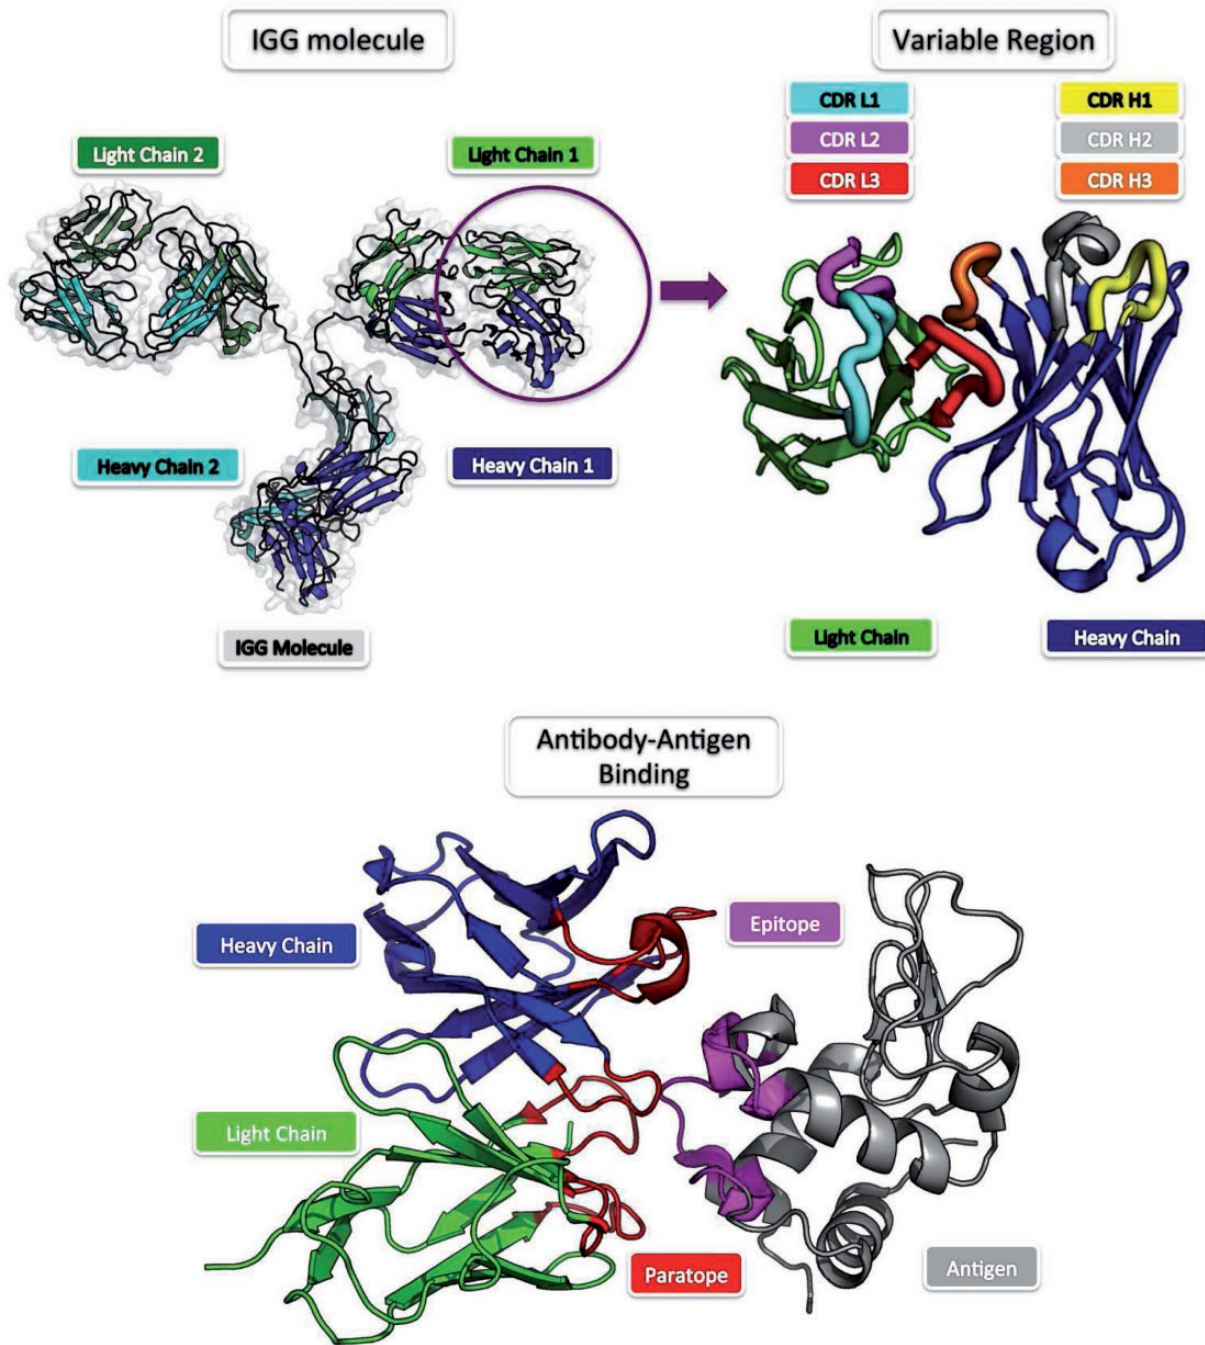 IGG molecule
Variable Region
CDR L1
CDR H1
CDR L2
CDR H2
CDR L3
CDR H3
Light Chain 2
Light Chain 1
Heavy Chain 2
Heavy Chain 1
IGG Molecule
Light Chain
Heavy Chain
Antibody-Antigen
Binding
Epitope
Heavy Chain
Light Chain
Paratope
Antigen